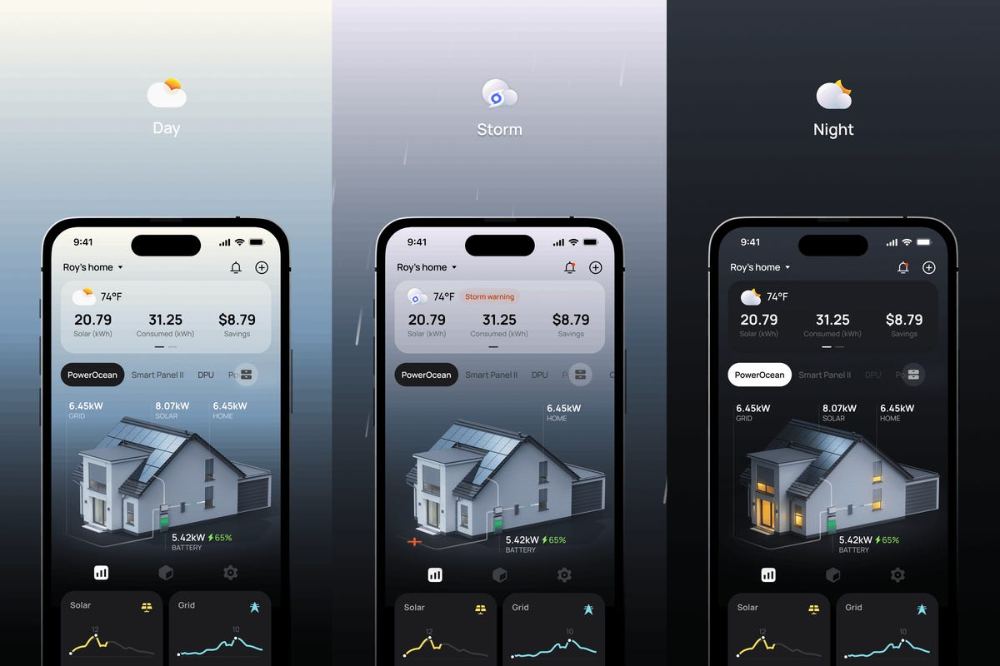 Day
9:41
Roy's home
74°F
20.79 31.25 $8.79
Solar (kWh) Consumed (kWh) Savings
PowerOcean Smart Panel II DPU
6.45kW 8.07kW 6.45kW
GRID SOLAR HOME
5.42kW 65%
BATTERY
Solar Grid
12 10
Storm
9:41
Roy's home
74°F Storm warning
20.79 31.25 $8.79
Solar (kWh) Consumed (kWh) Savings
PowerOcean Smart Panel II DPU
6.45kW
HOME
5.42kW 65%
BATTERY
Solar Grid
12 10
Night
9:41
Roy's home
74°F
20.79 31.25 $8.79
Solar (kWh) Consumed (kWh) Savings
PowerOcean Smart Panel II DPU
6.45kW 8.07kW 6.45kW
GRID SOLAR HOME
5.42kW 65%
BATTERY
Solar Grid
12 10